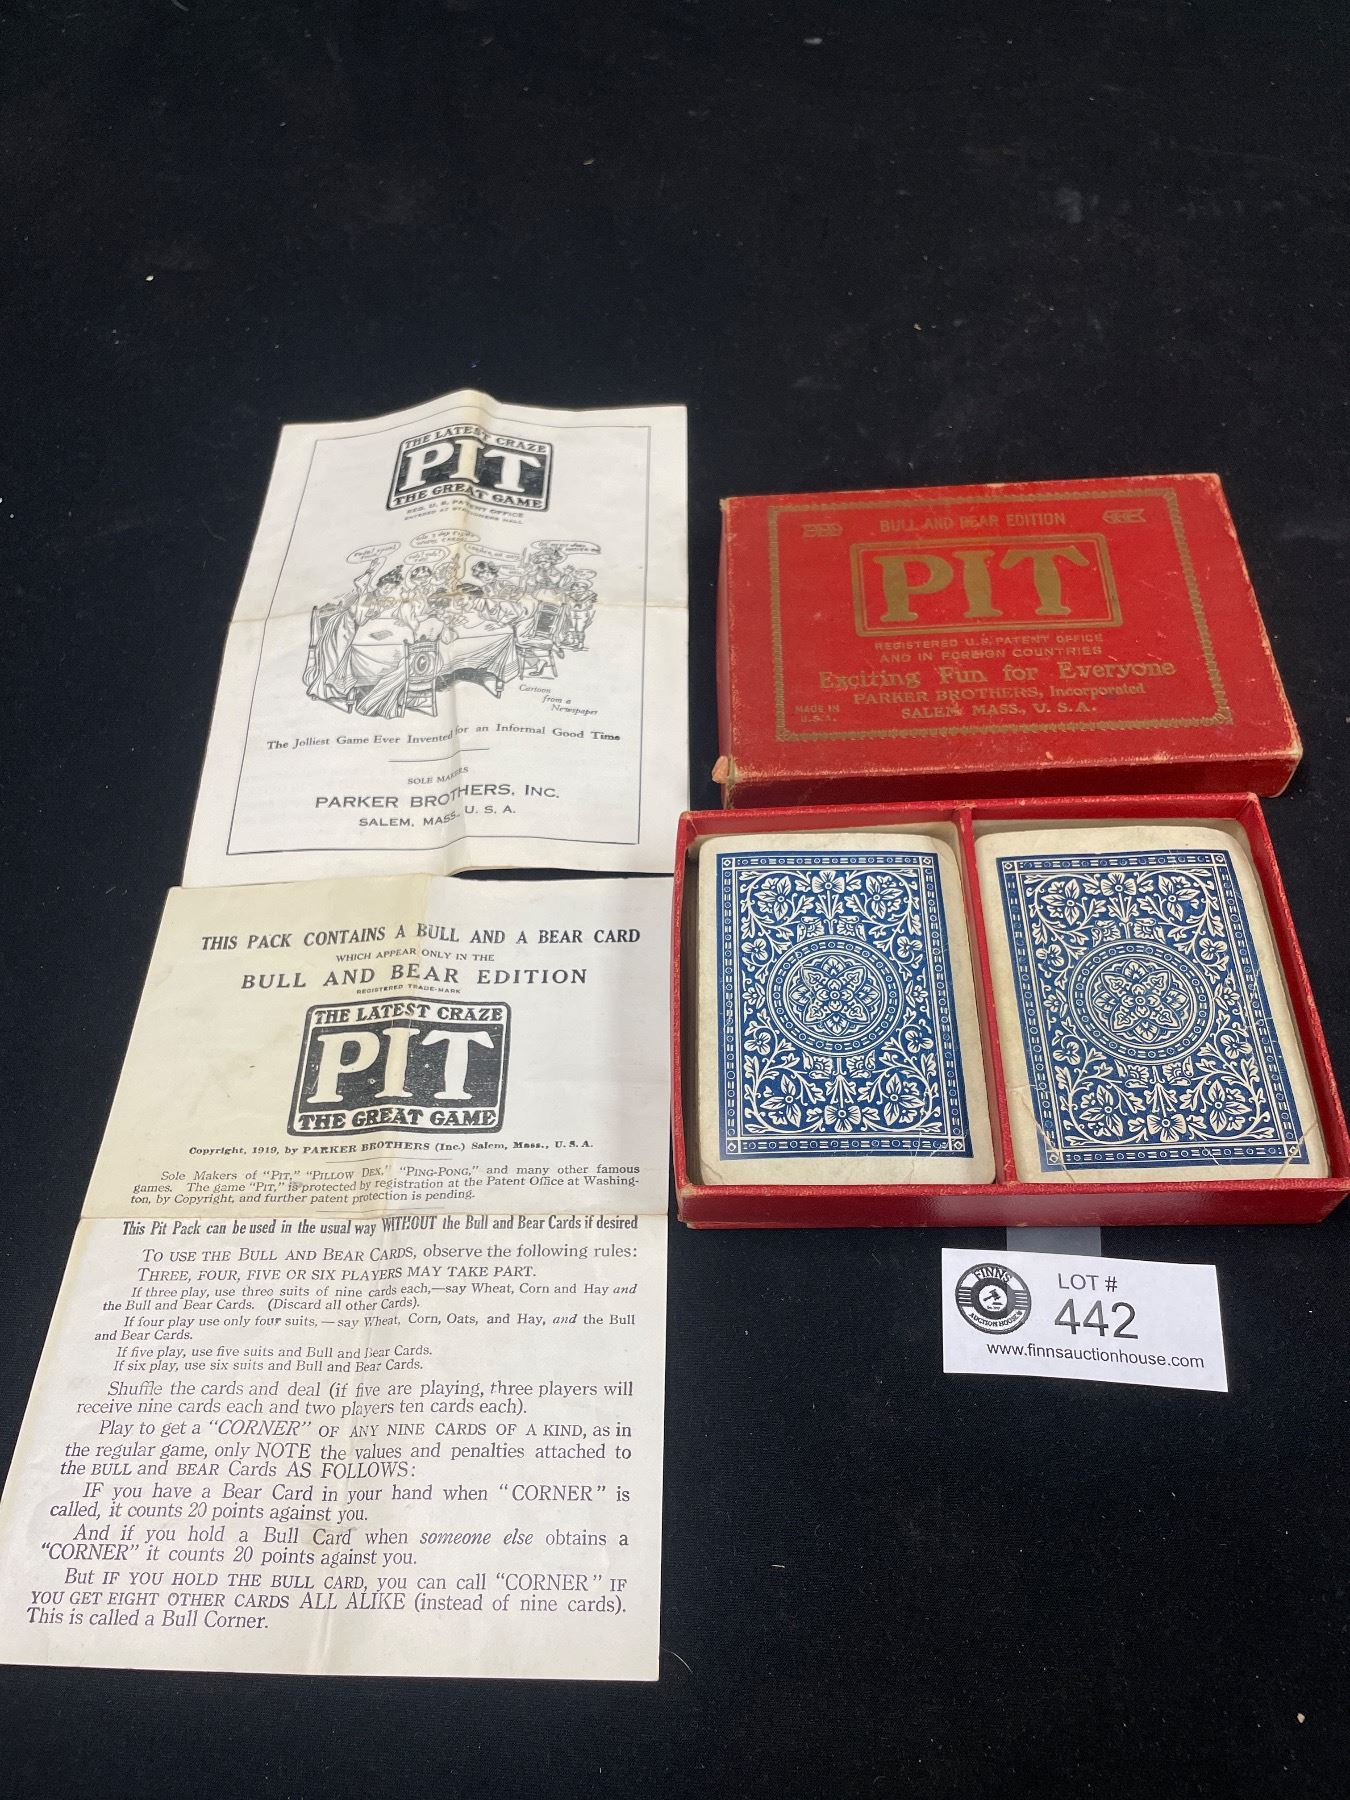 THE LATEST CRAZE
PIT
THE GREAT GAME
REG. U. S. PATENT OFFICE
ENTERED AT STATIONERS HALL
Cartoon
from a
Newspaper
The Jolliest Game Ever Invented for an Informal Good Time
SOLE MAKERS
PARKER BROTHERS, INC.
SALEM, MASS., U. S. A.
THIS PACK CONTAINS A BULL AND A BEAR CARD
WHICH APPEAR ONLY IN THE
BULL AND BEAR EDITION
REGISTERED TRADE-MARK
THE LATEST CRAZE
PIT
THE GREAT GAME
Copyright, 1919, by PARKER BROTHERS (Inc.) Salem, Mass., U. S. A.
Sole Makers of "PIT," "PILLOW DEX," "PING-PONG," and many other famous
games. The game "PIT," is protected by registration at the Patent Office at Washing-
ton, by Copyright, and further patent protection is pending.
This Pit Pack can be used in the usual way WITHOUT the Bull and Bear Cards if desired
TO USE THE BULL AND BEAR CARDS, observe the following rules:
THREE, FOUR, FIVE OR SIX PLAYERS MAY TAKE PART.
If three play, use three suits of nine cards each,—say Wheat, Corn and Hay and
the Bull and Bear Cards. (Discard all other Cards).
If four play use only four suits,—say Wheat, Corn, Oats, and Hay, and the Bull
and Bear Cards.
If five play, use five suits and Bull and Bear Cards.
If six play, use six suits and Bull and Bear Cards.
Shuffle the cards and deal (if five are playing, three players will
receive nine cards each and two players ten cards each).
Play to get a "CORNER" OF ANY NINE CARDS OF A KIND, as in
the regular game, only NOTE the values and penalties attached to
the BULL and BEAR Cards AS FOLLOWS:
IF you have a Bear Card in your hand when "CORNER" is
called, it counts 20 points against you.
And if you hold a Bull Card when someone else obtains a
"CORNER" it counts 20 points against you.
But IF YOU HOLD THE BULL CARD, you can call "CORNER" IF
YOU GET EIGHT OTHER CARDS ALL ALIKE (instead of nine cards).
This is called a Bull Corner.
BULL AND BEAR EDITION
PIT
REGISTERED U.S. PATENT OFFICE
AND IN FOREIGN COUNTRIES
Exciting Fun for Everyone
PARKER BROTHERS, Incorporated
MADE IN
U.S.A.
SALEM, MASS., U. S. A.
FINNS
AUCTION HOUSE
LOT #
442
www.finnsauctionhouse.com